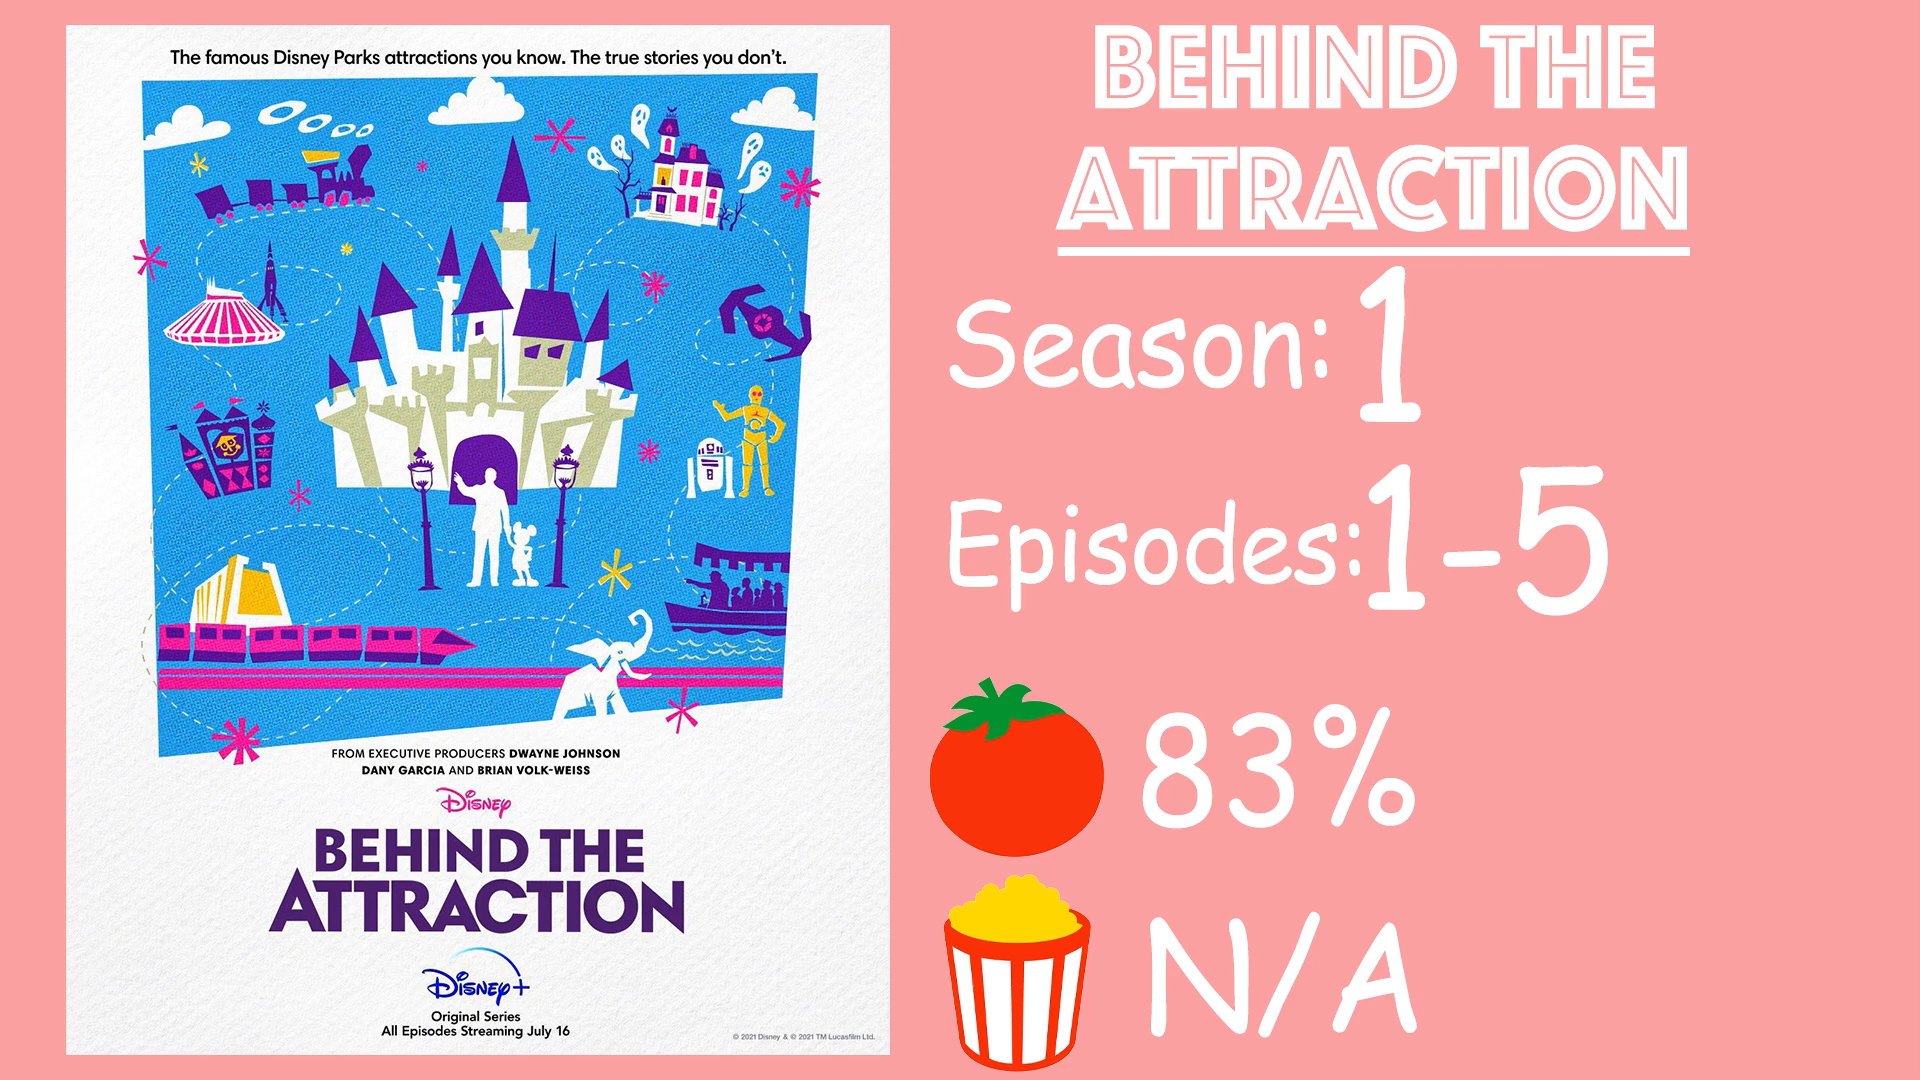 The famous Disney Parks attractions you know. The true stories you don't.
FROM EXECUTIVE PRODUCERS DWAYNE JOHNSON
DANY GARCIA AND BRIAN VOLK-WEISS
Disney
BEHIND THE
ATTRACTION
Disney+
Original Series
All Episodes Streaming July 16
© 2021 Disney & © 2021 TM Lucasfilm Ltd.
BEHIND THE
ATTRACTION
Season: 1
Episodes: 1-5
83%
N/A